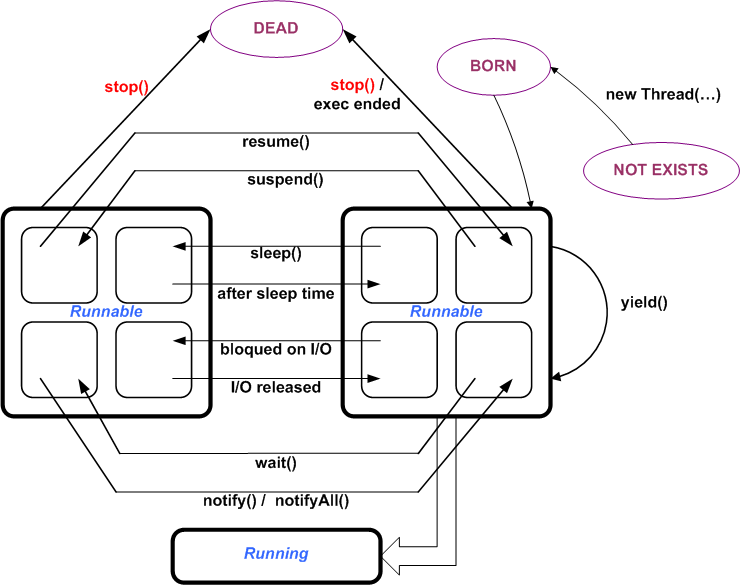 DEAD
BORN
stop()
stop() /
exec ended
new Thread(…)
resume()
NOT EXISTS
suspend()
sleep()
after sleep time
Runnable
Runnable
yield()
bloqued on I/O
I/O released
wait()
notify() / notifyAll()
Running